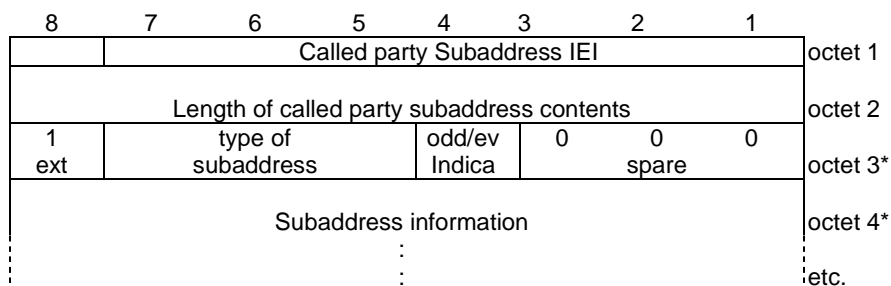 8 7 6 5 4 3 2 1
Called party Subaddress IEI octet 1
Length of called party subaddress contents octet 2
1 type of odd/ev 0 0 0
ext subaddress Indica spare octet 3*
Subaddress information octet 4*
:
: etc.